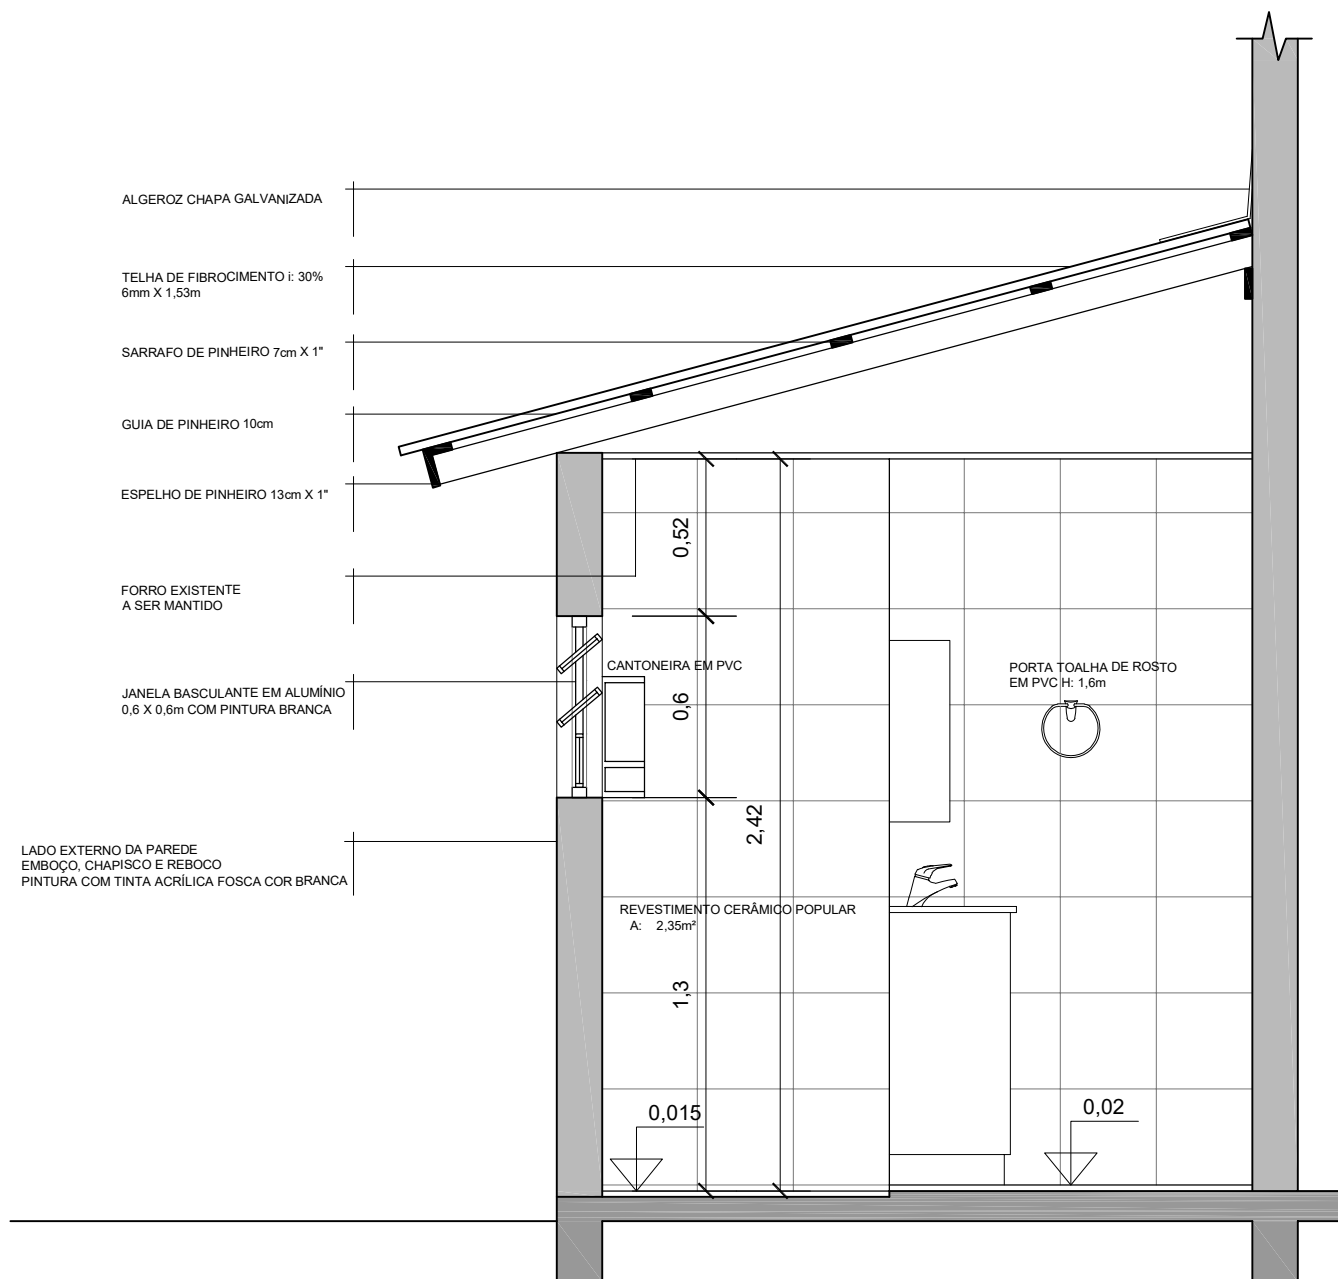 ALGEROZ CHAPA GALVANIZADA
TELHA DE FIBROCIMENTO i: 30%
6mm X 1,53m
SARRAFO DE PINHEIRO 7cm X 1"
GUIA DE PINHEIRO 10cm
ESPELHO DE PINHEIRO 13cm X 1"
0,52
FORRO EXISTENTE
A SER MANTIDO
CANTONEIRA EM PVC
PORTA TOALHA DE ROSTO
EM PVC H: 1,6m
JANELA BASCULANTE EM ALUMÍNIO
0,6 X 0,6m COM PINTURA BRANCA
0,6
2,42
LADO EXTERNO DA PAREDE
EMBOÇO, CHAPISCO E REBOCO
PINTURA COM TINTA ACRÍLICA FOSCA COR BRANCA
REVESTIMENTO CERÂMICO POPULAR
A: 2,35m²
1,3
0,015
0,02